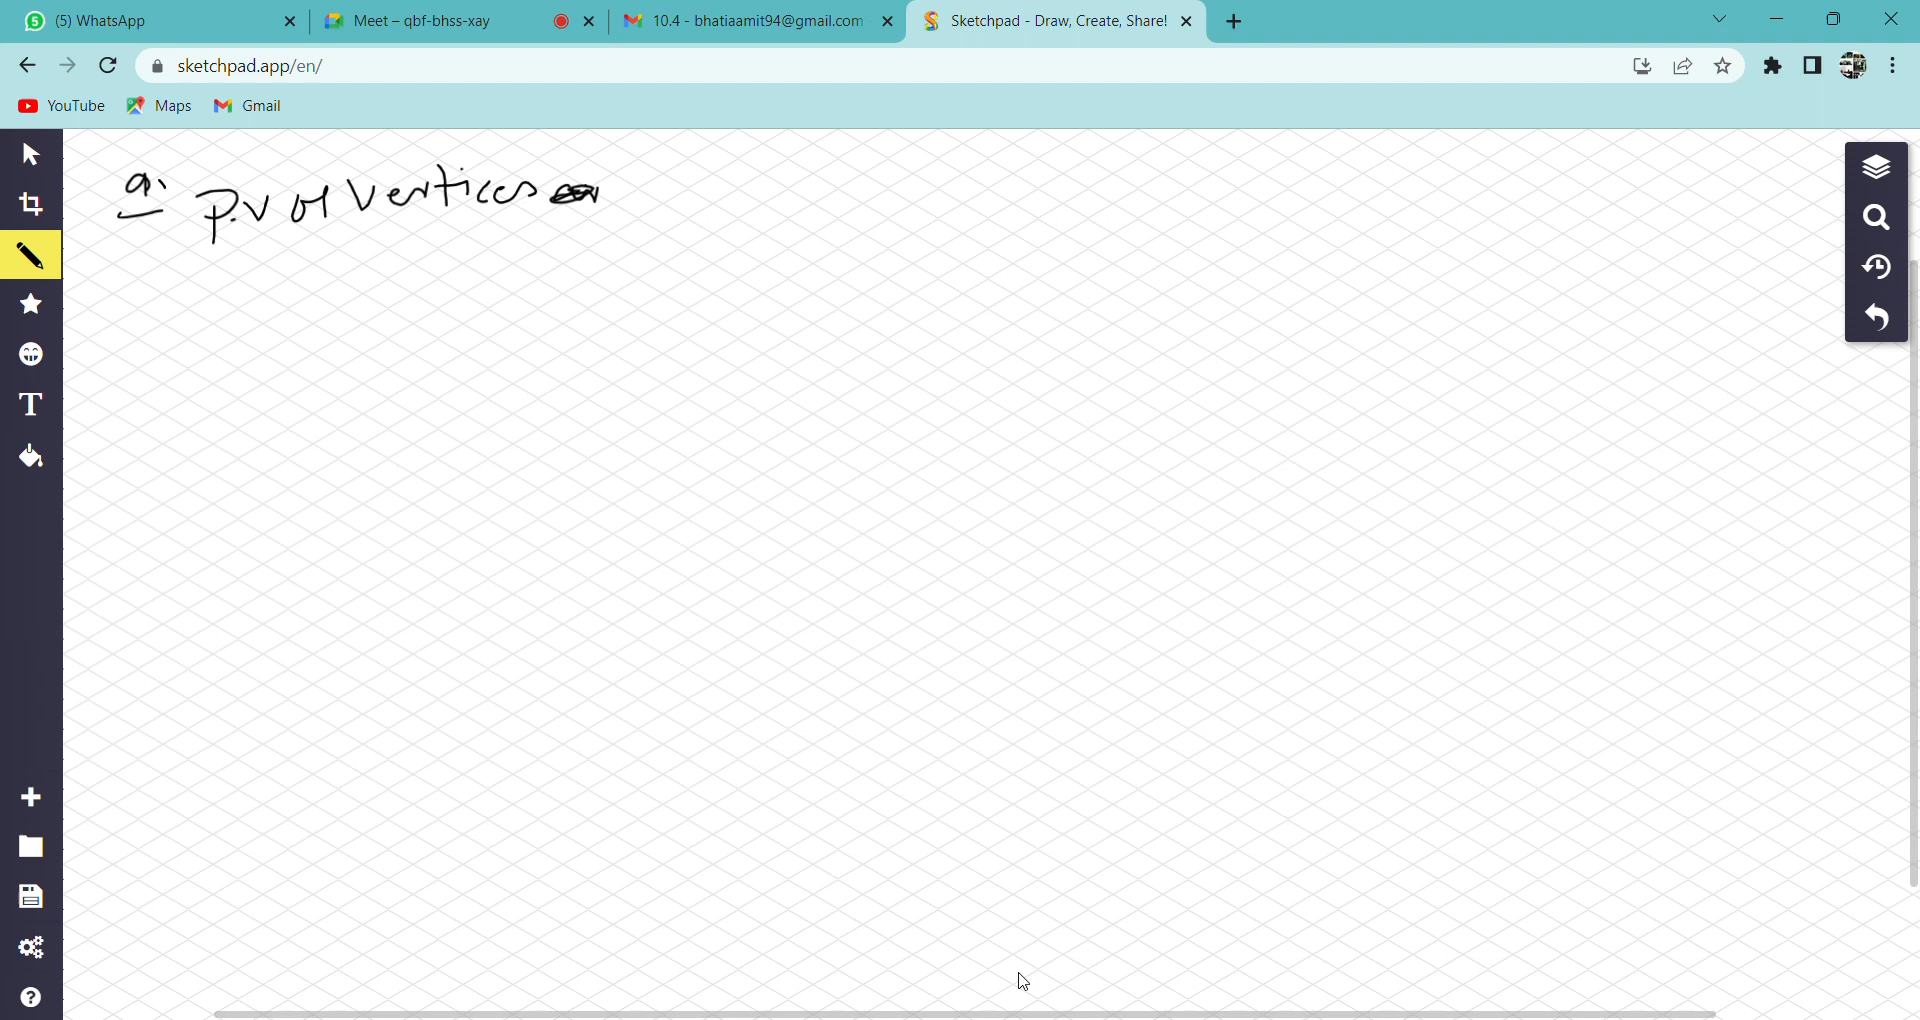 (5) WhatsApp
Meet – qbf-bhss-xay
10.4 - bhatiaamit94@gmail.com
Sketchpad - Draw, Create, Share!
sketchpad.app/en/
YouTube
Maps
Gmail
Q:
P.V of Vertices